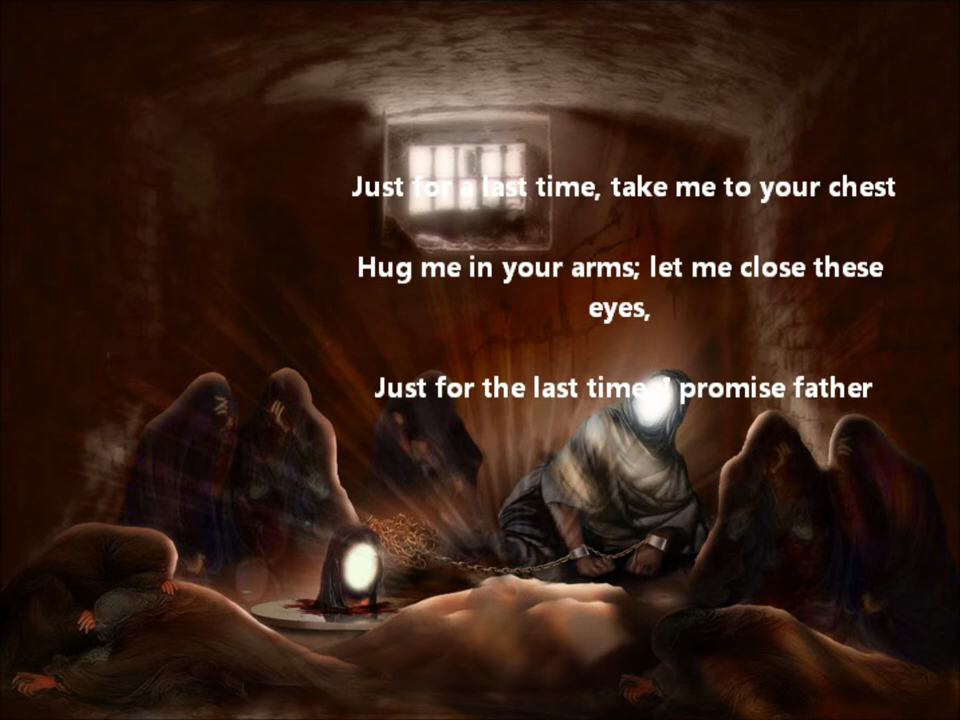 Just for a last time, take me to your chest
Hug me in your arms; let me close these
eyes,
Just for the last time, I promise father